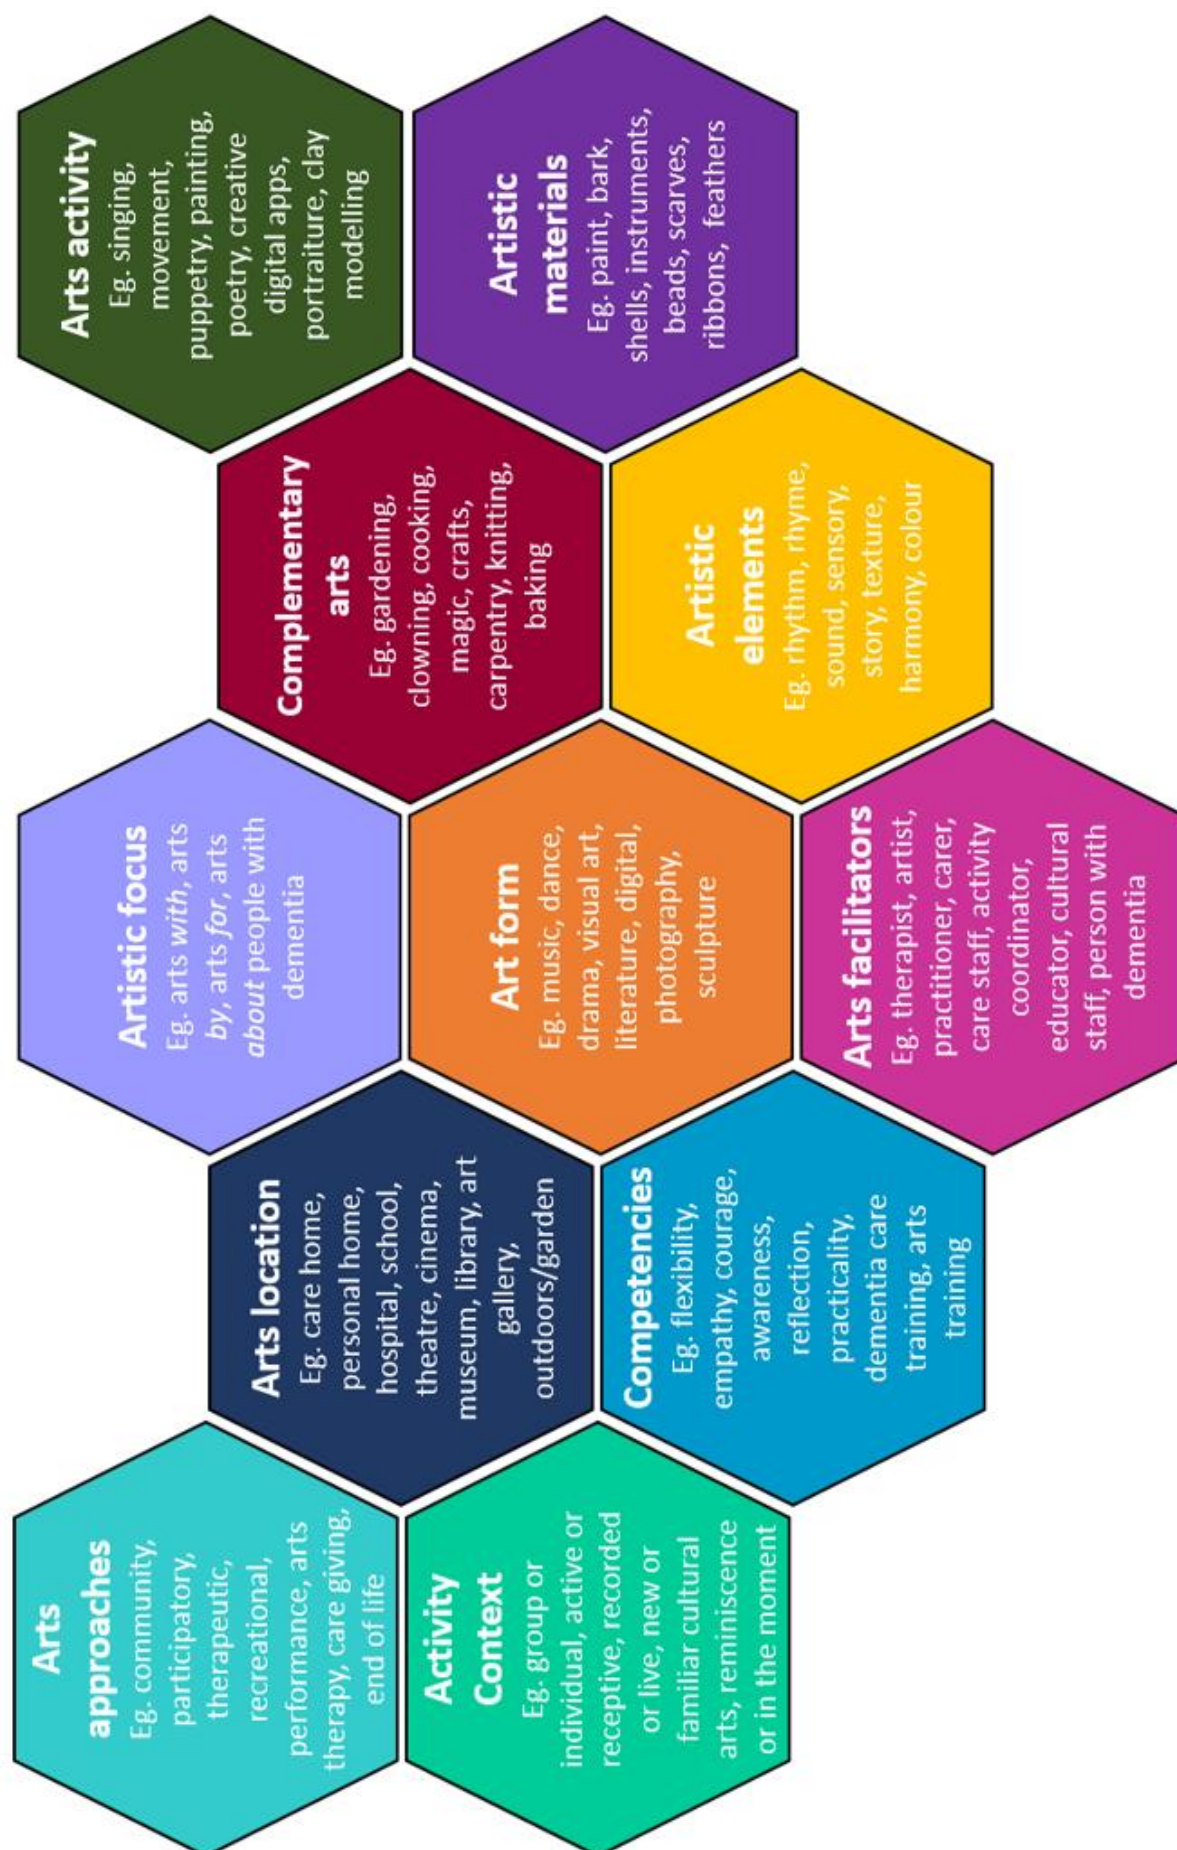 Arts
approaches
Eg. community,
participatory,
therapeutic,
recreational,
performance, arts
therapy, care giving,
end of life
Activity
Context
Eg. group or
individual, active or
receptive, recorded
or live, new or
familiar cultural
arts, reminiscence
or in the moment
Arts location
Eg. care home,
personal home,
hospital, school,
theatre, cinema,
museum, library, art
gallery,
outdoors/garden
Competencies
Eg. flexibility,
empathy, courage,
awareness,
reflection,
practicality,
dementia care
training, arts
training
Artistic focus
Eg. arts with, arts
by, arts for, arts
about people with
dementia
Art form
Eg. music, dance,
drama, visual art,
literature, digital,
photography,
sculpture
Arts facilitators
Eg. therapist, artist,
practitioner, carer,
care staff, activity
coordinator,
educator, cultural
staff, person with
dementia
Complementary
arts
Eg. gardening,
clowning, cooking,
magic, crafts,
carpentry, knitting,
baking
Artistic
elements
Eg. rhythm, rhyme,
sound, sensory,
story, texture,
harmony, colour
Arts activity
Eg. singing,
movement,
puppetry, painting,
poetry, creative
digital apps,
portraiture, clay
modelling
Artistic
materials
Eg. paint, bark,
shells, instruments,
beads, scarves,
ribbons, feathers